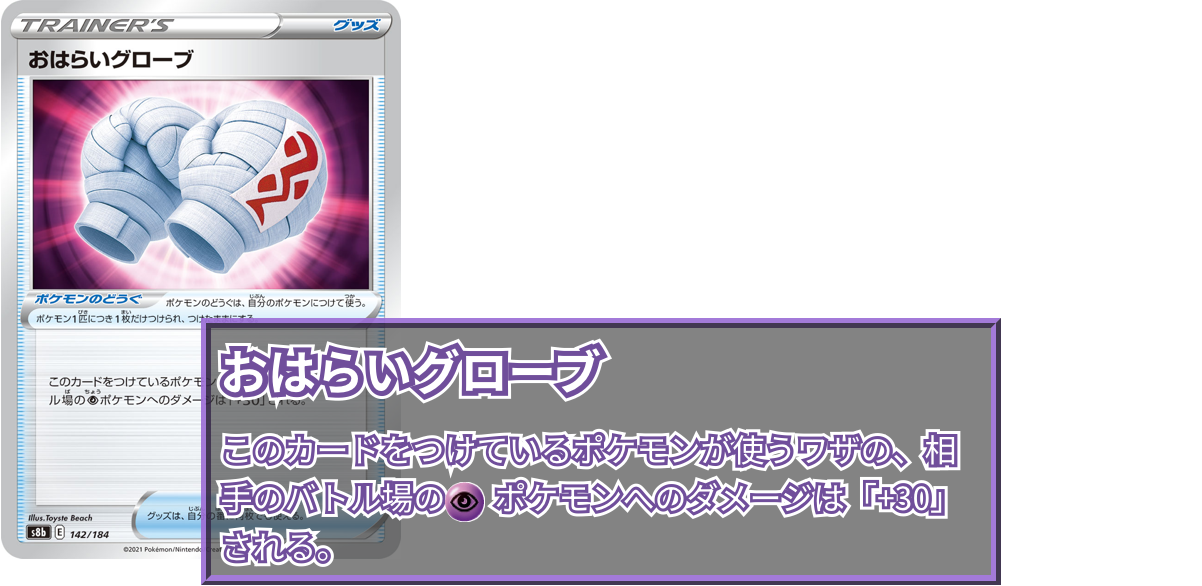 TRAINER'S グッズ
おはらいグローブ
ポケモンのどうぐ ポケモンのどうぐは、自分のポケモンにつけて使う。
ポケモン1匹につき1枚だけつけられ、つけたままにする。
このカードをつけているポケモン
ル場の ポケモンへのダメージは「+30」される。
グッズは、自分の番に何枚でも使える。
Illus.Toyste Beach
s8b E 142/184
©2021 Pokémon/Nintendo
おはらいグローブ
このカードをつけているポケモンが使うワザの、相
手のバトル場の ポケモンへのダメージは「+30」
される。